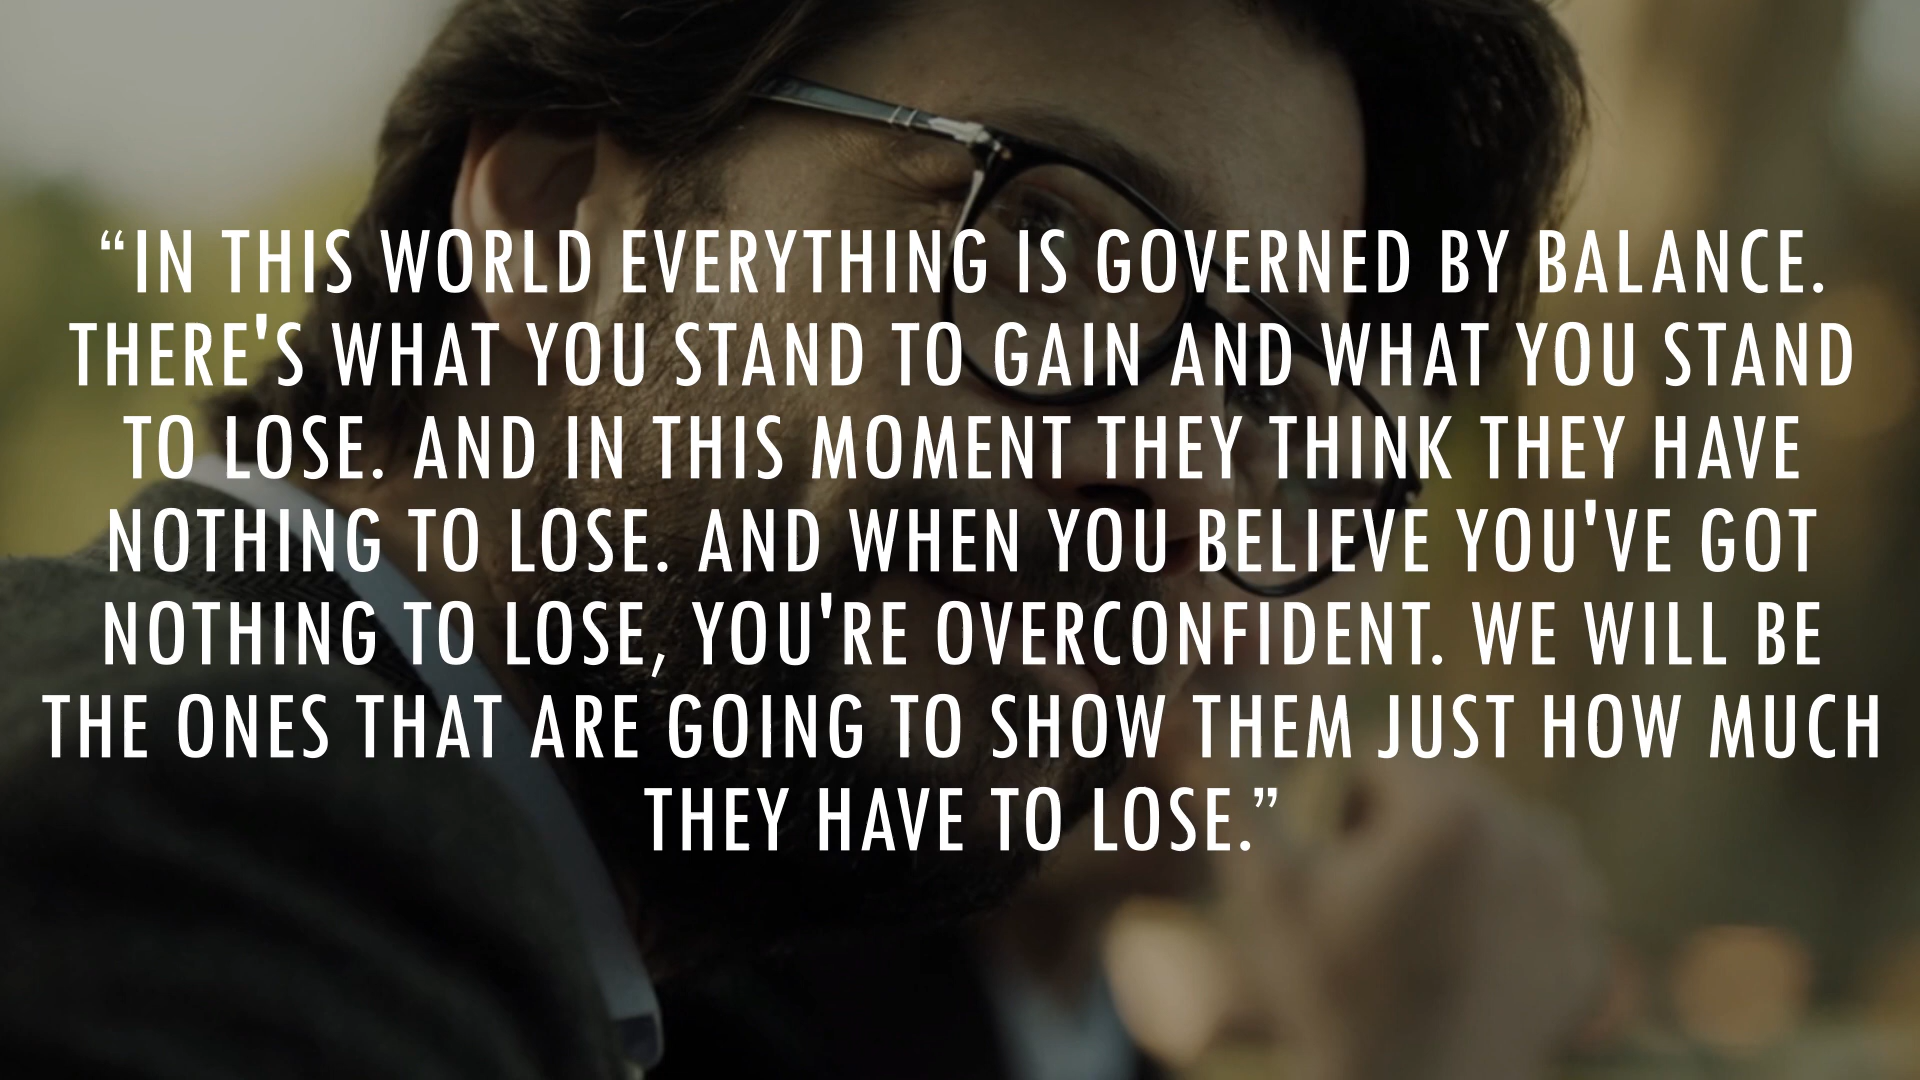 “IN THIS WORLD EVERYTHING IS GOVERNED BY BALANCE.
THERE'S WHAT YOU STAND TO GAIN AND WHAT YOU STAND
TO LOSE. AND IN THIS MOMENT THEY THINK THEY HAVE
NOTHING TO LOSE. AND WHEN YOU BELIEVE YOU'VE GOT
NOTHING TO LOSE, YOU'RE OVERCONFIDENT. WE WILL BE
THE ONES THAT ARE GOING TO SHOW THEM JUST HOW MUCH
THEY HAVE TO LOSE.”